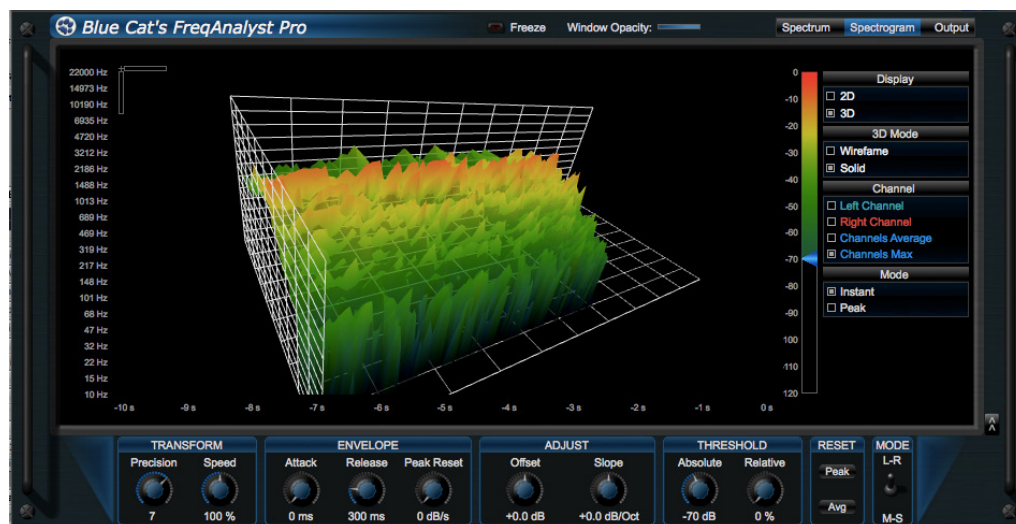 Blue Cat's FreqAnalyst Pro
Freeze
Window Opacity:
Spectrum Spectrogram Output
22000 Hz
14973 Hz
10190 Hz
6935 Hz
4720 Hz
3212 Hz
2186 Hz
1488 Hz
1013 Hz
689 Hz
469 Hz
319 Hz
217 Hz
148 Hz
101 Hz
68 Hz
47 Hz
32 Hz
22 Hz
15 Hz
10 Hz
-10 s -9 s -8 s -7 s -6 s -5 s -4 s -3 s -2 s -1 s 0 s
0
-10
-20
-30
-40
-50
-60
-70
-80
-90
100
-110
120
Display
2D
3D
3D Mode
Wirefame
Solid
Channel
Left Channel
Right Channel
Channels Average
Channels Max
Mode
Instant
Peak
TRANSFORM
Precision Speed
7 100 %
ENVELOPE
Attack Release Peak Reset
0 ms 300 ms 0 dB/s
ADJUST
Offset Slope
+0.0 dB +0.0 dB/Oct
THRESHOLD
Absolute Relative
-70 dB 0 %
RESET
Peak
Avg
MODE
L-R
M-S